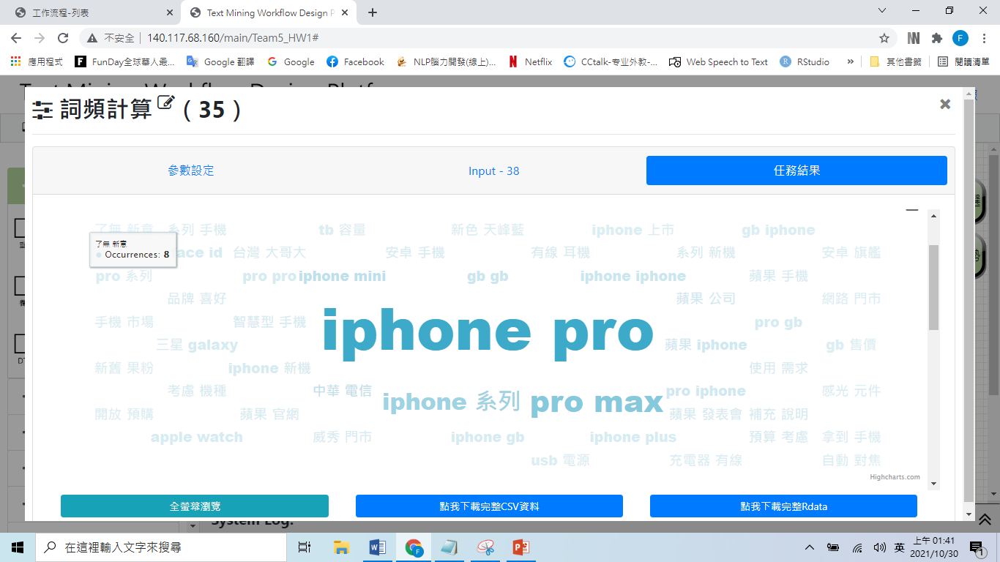 工作流程-列表
Text Mining Workflow Design P
不安全 140.117.68.160/main/Team5_HW1#
應用程式 FunDay全球華人最... Google 翻譯 Google Facebook NLP腦力開發(線上)... Netflix CCtalk-专业外教-... Web Speech to Text RStudio » 其他書籤 閱讀清單
詞頻計算 ( 35 )
參數設定 Input - 38 任務結果
了無 新意 系列 手機 tb 容量 新色 天峰藍 iphone 上市 gb iphone
了無 新意
Occurrences: 8
ace id 台灣 大哥大 安卓 手機 有線 耳機 系列 新機 安卓 旗艦
pro 系列 pro pro iphone mini gb gb iphone iphone 蘋果 手機
品牌 喜好 蘋果 公司 網路 門市
手機 市場 智慧型 手機 iphone pro pro gb
三星 galaxy 蘋果 iphone gb 售價
新舊 果粉 iphone 新機 使用 需求
考慮 機種 中華 電信 iphone 系列 pro max pro iphone 感光 元件
開放 預購 蘋果 官網 蘋果 發表會 補充 說明
apple watch 威秀 門市 iphone gb iphone plus 預算 考慮 拿到 手機
usb 電源 充電器 有線 自動 對焦
Highcharts.com
全螢幕瀏覽 點我下載完整CSV資料 點我下載完整Rdata
System Log:
在這裡輸入文字來搜尋
英 上午 01:41
2021/10/30
1